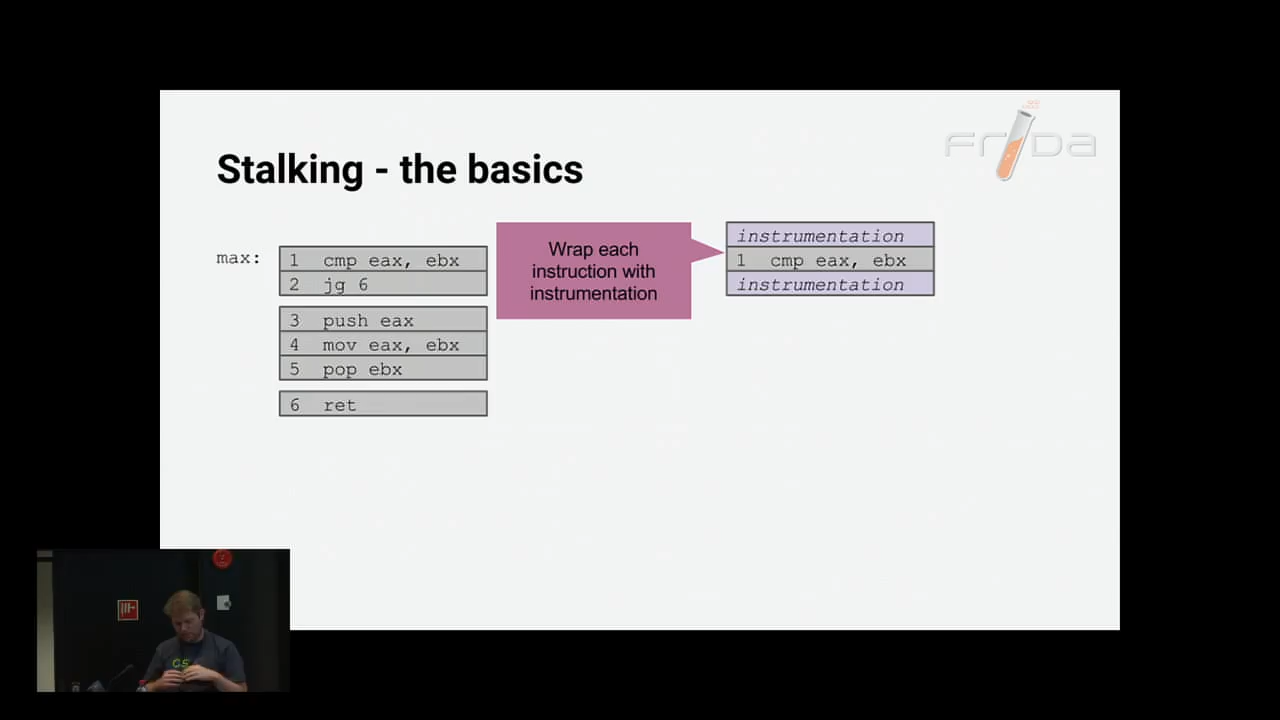 FRIDA
Stalking - the basics
max:
1 cmp eax, ebx
2 jg 6
3 push eax
4 mov eax, ebx
5 pop ebx
6 ret
Wrap each
instruction with
instrumentation
instrumentation
1 cmp eax, ebx
instrumentation